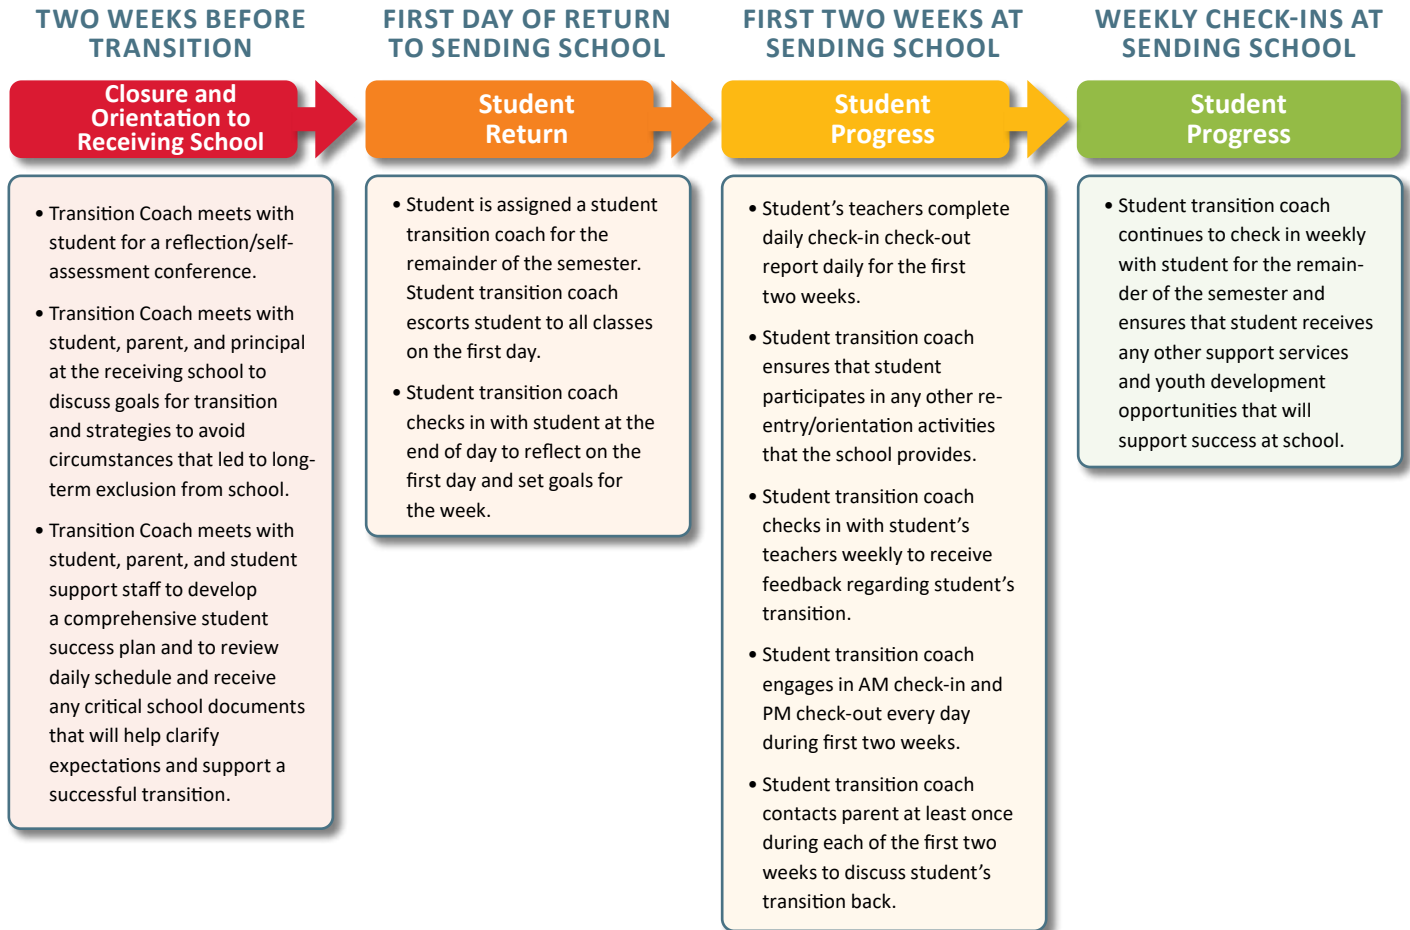 TWO WEEKS BEFORE
TRANSITION
Closure and
Orientation to
Receiving School
• Transition Coach meets with
student for a reflection/self-
assessment conference.
• Transition Coach meets with
student, parent, and principal
at the receiving school to
discuss goals for transition
and strategies to avoid
circumstances that led to long-
term exclusion from school.
• Transition Coach meets with
student, parent, and student
support staff to develop
a comprehensive student
success plan and to review
daily schedule and receive
any critical school documents
that will help clarify
expectations and support a
successful transition.
FIRST DAY OF RETURN
TO SENDING SCHOOL
Student
Return
• Student is assigned a student
transition coach for the
remainder of the semester.
Student transition coach
escorts student to all classes
on the first day.
• Student transition coach
checks in with student at the
end of day to reflect on the
first day and set goals for
the week.
FIRST TWO WEEKS AT
SENDING SCHOOL
Student
Progress
• Student’s teachers complete
daily check-in check-out
report daily for the first
two weeks.
• Student transition coach
ensures that student
participates in any other re-
entry/orientation activities
that the school provides.
• Student transition coach
checks in with student’s
teachers weekly to receive
feedback regarding student’s
transition.
• Student transition coach
engages in AM check-in and
PM check-out every day
during first two weeks.
• Student transition coach
contacts parent at least once
during each of the first two
weeks to discuss student’s
transition back.
WEEKLY CHECK-INS AT
SENDING SCHOOL
Student
Progress
• Student transition coach
continues to check in weekly
with student for the remain-
der of the semester and
ensures that student receives
any other support services
and youth development
opportunities that will
support success at school.